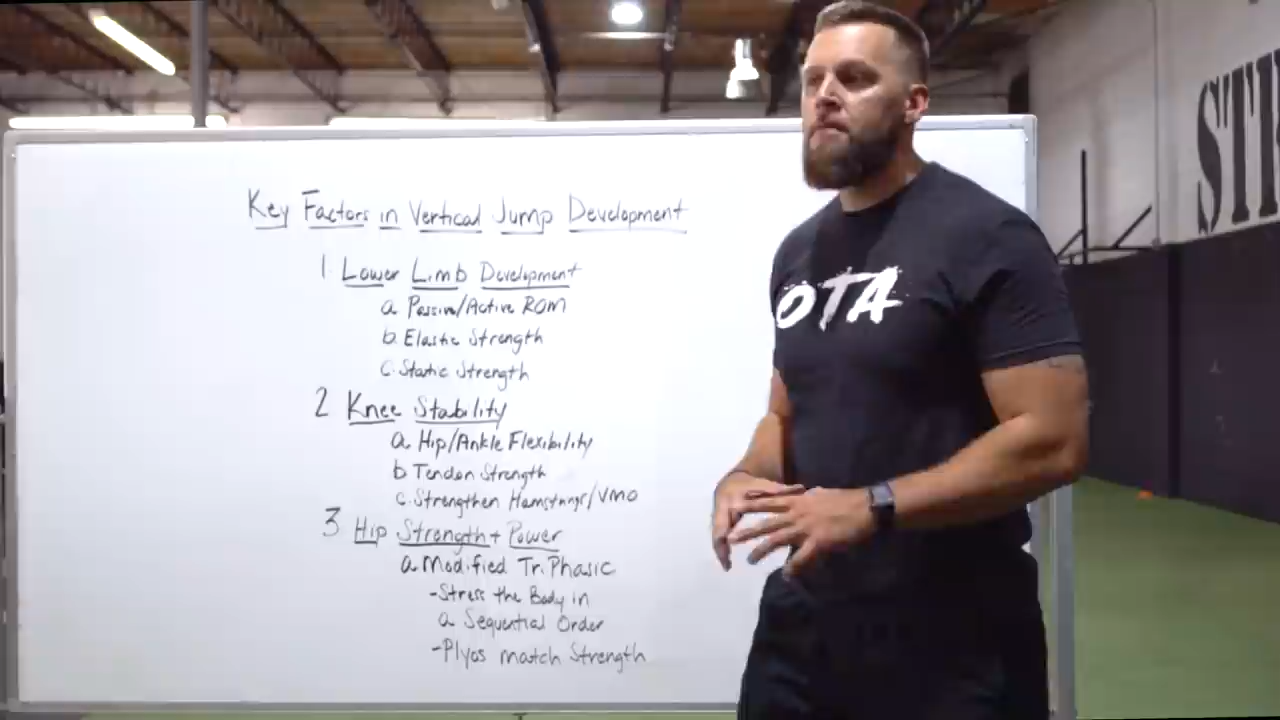 Key Factors in Vertical Jump Development
1. Lower Limb Development
a. Passive/Active ROM
b. Elastic Strength
c. Static Strength
2 Knee Stability
a. Hip/Ankle Flexibility
b Tendon Strength
c. Strengthen Hamstrings/VMO
3 Hip Strength + Power
a. Modified Tri Phasic
- Stress the Body in
a Sequential Order
- Plyos match Strength
OTA